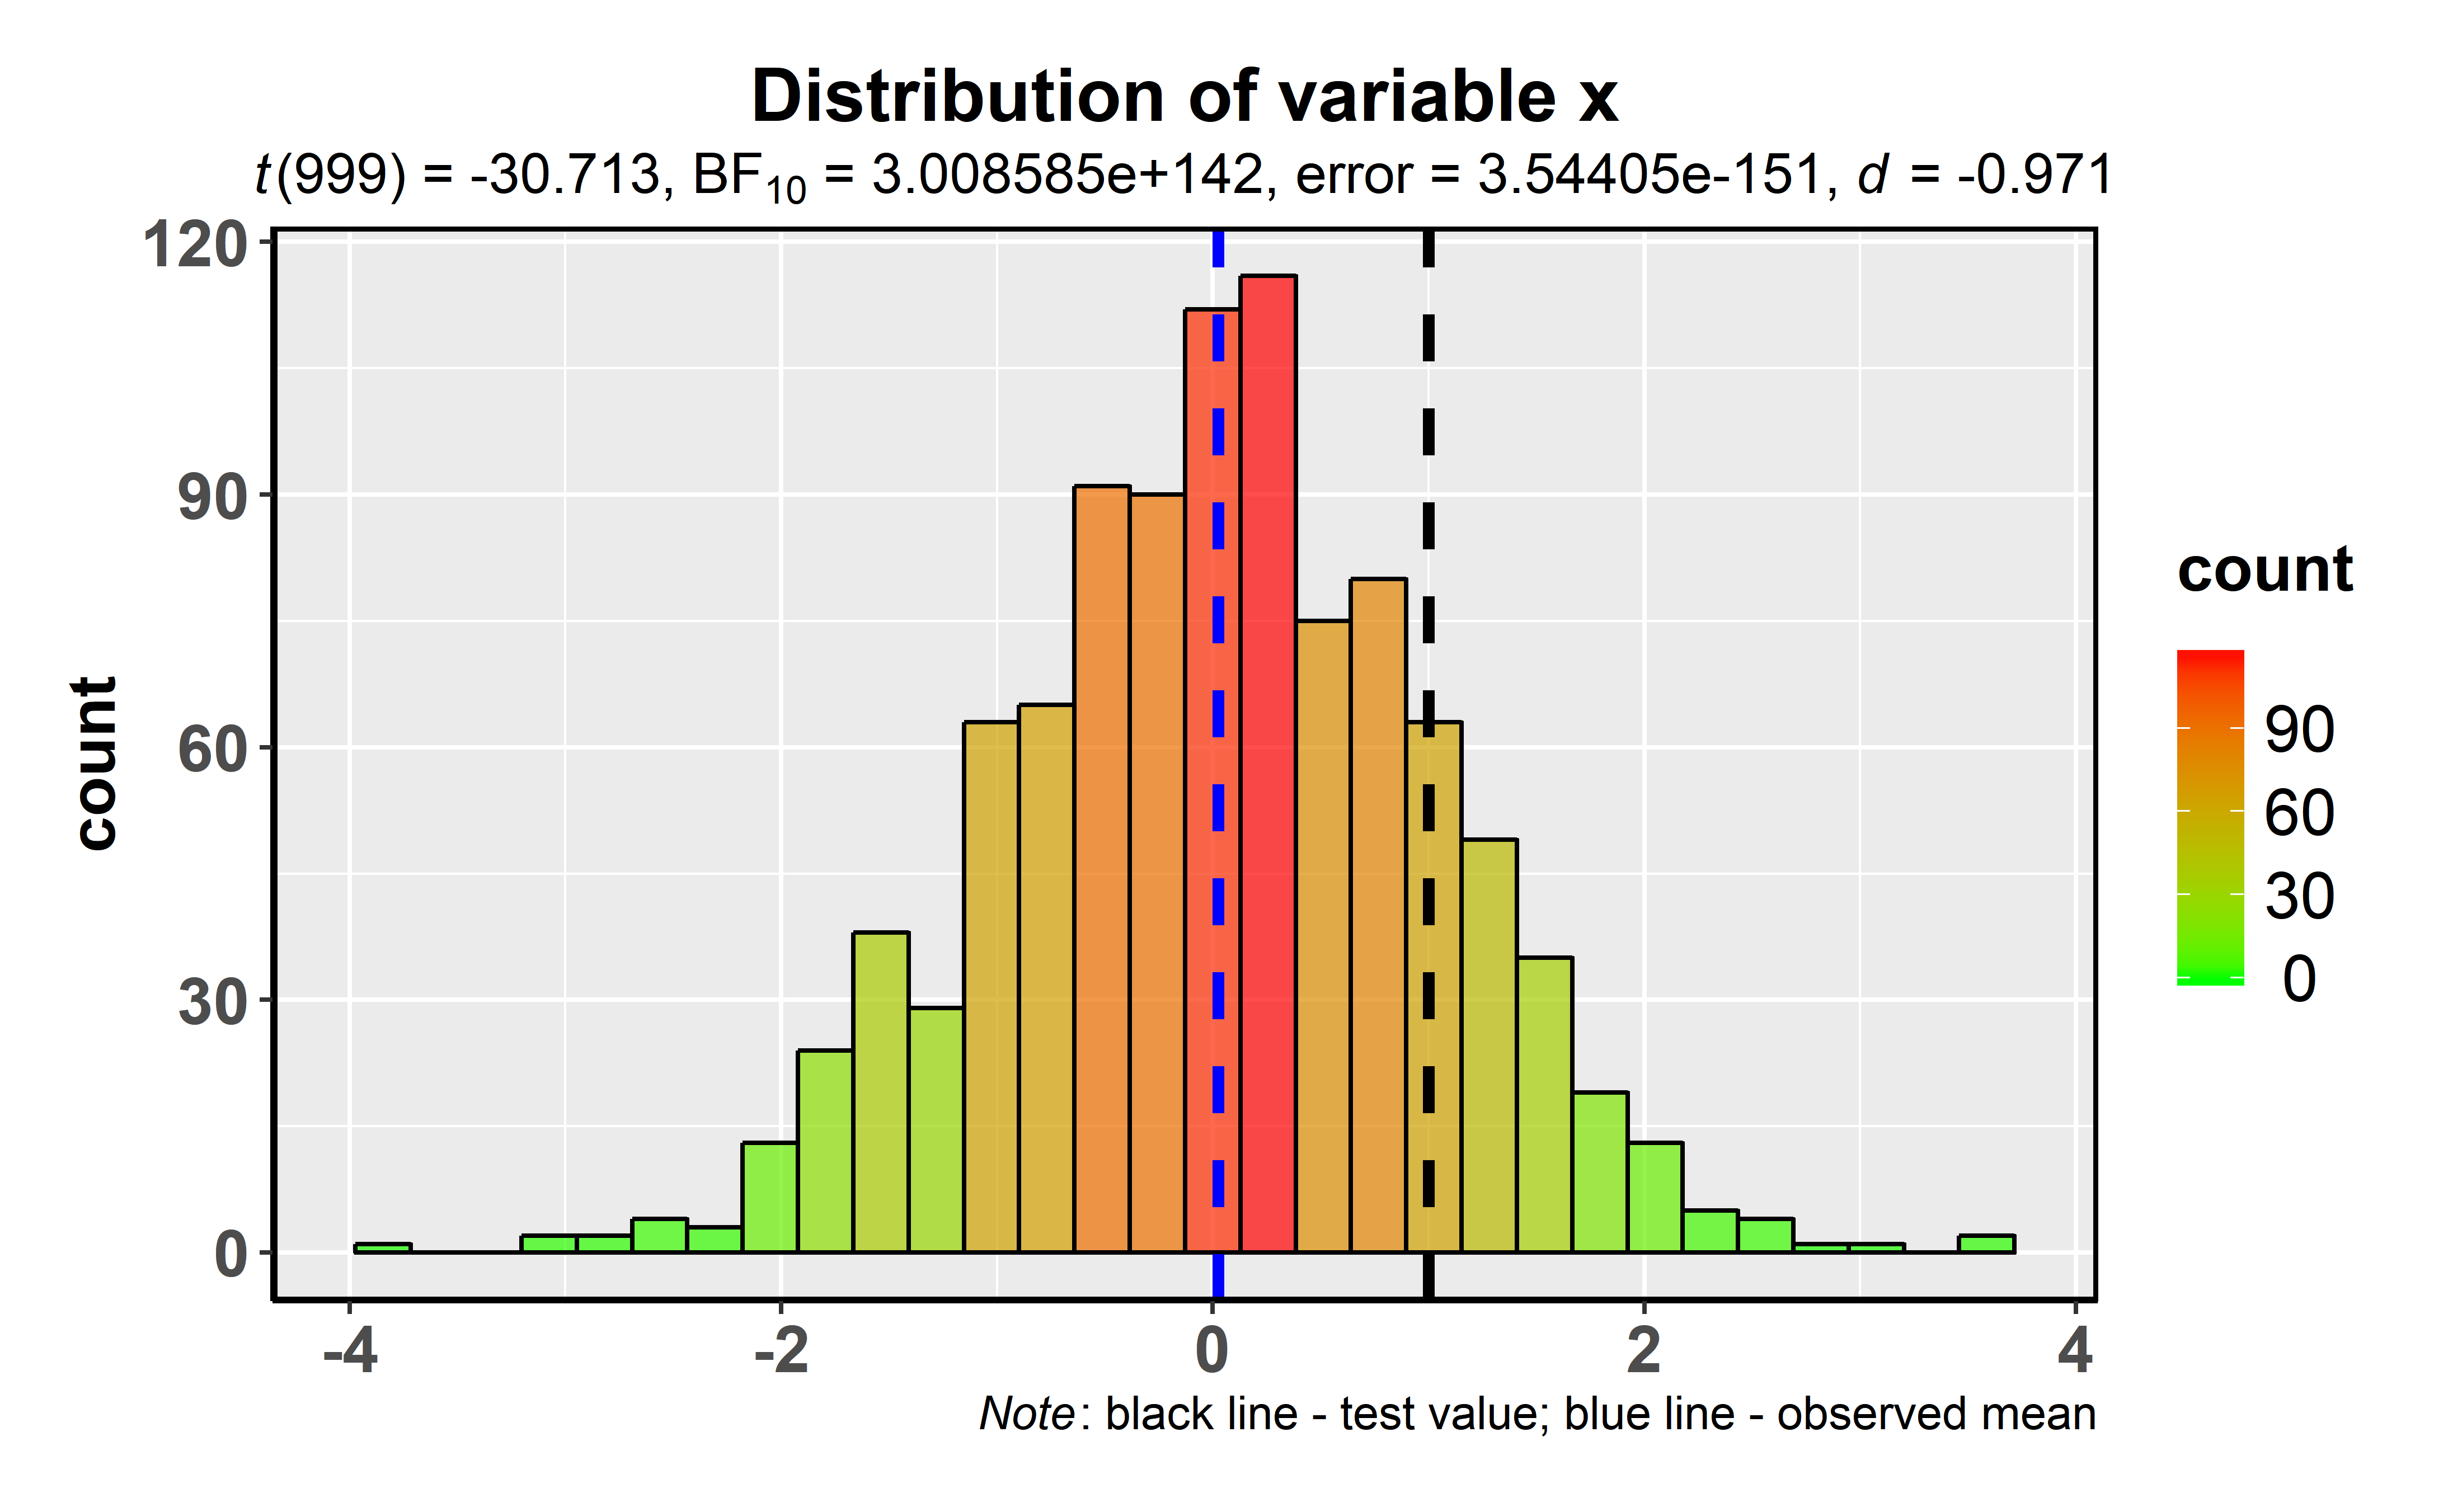 Distribution of variable x
t(999) = -30.713, BF10 = 3.008585e+142, error = 3.54405e-151, d = -0.971
count
120
90
60
30
0
-4 -2 0 2 4
count
90
60
30
0
Note: black line - test value; blue line - observed mean